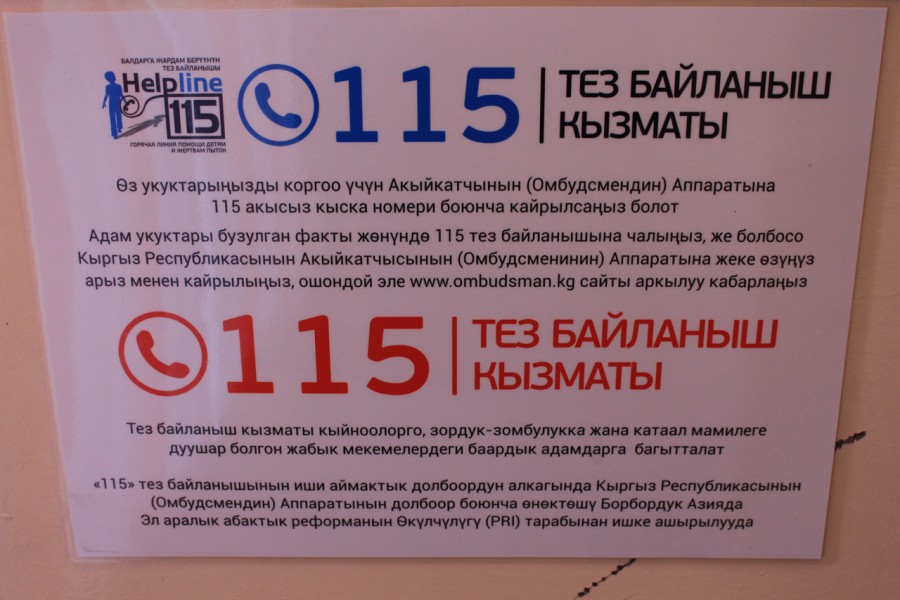 БАЛДАРГА ЖАРДАМ БЕРҮҮНҮН
ТЕЗ БАЙЛАНЫШЫ
Helpline
115
ГОРЯЧАЯ ЛИНИЯ ПОМОЩИ ДЕТЯМ
И ЖЕРТВАМ ПЫТОК
115
ТЕЗ БАЙЛАНЫШ
КЫЗМАТЫ
Өз укуктарыңызды коргоо үчүн Акыйкатчынын (Омбудсмендин) Аппаратына
115 акысыз кыска номери боюнча кайрылсаңыз болот
Адам укуктары бузулган факты жөнүндө 115 тез байланышына чалыңыз, же болбосо
Кыргыз Республикасынын Акыйкатчысынын (Омбудсменинин) Аппаратына жеке өзүңүз
арыз менен кайрылыңыз, ошондой эле www.ombudsman.kg сайты аркылуу кабарлаңыз
115
ТЕЗ БАЙЛАНЫШ
КЫЗМАТЫ
Тез байланыш кызматы кыйноолорго, зордук-зомбулукка жана катаал мамилеге
дуушар болгон жабык мекемелердеги баардык адамдарга багытталат
«115» тез байланышынын иши аймактык долбоордун алкагында Кыргыз Республикасынын
(Омбудсмендин) Аппаратынын долбоор боюнча өнөктөшү Борбордук Азияда
Эл аралык абактык реформанын Өкүлчүлүгү (PRI) тарабынан ишке ашырылууда